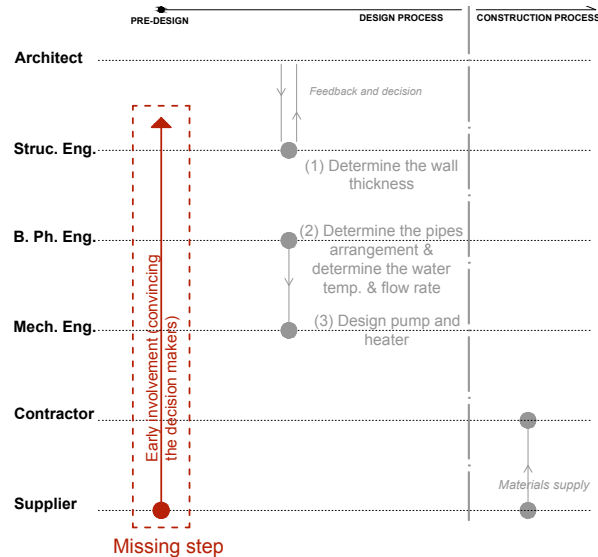 PRE-DESIGN
DESIGN PROCESS
CONSTRUCTION PROCESS
Architect
Feedback and decision
Struc. Eng.
(1) Determine the wall
thickness
B. Ph. Eng.
(2) Determine the pipes
arrangement &
determine the water
temp. & flow rate
Mech. Eng.
(3) Design pump and
heater
Early involvement (convincing
the decision makers)
Contractor
Materials supply
Supplier
Missing step